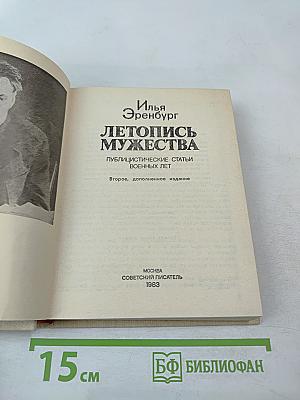 Илья
Эренбург
ЛЕТОПИСЬ
МУЖЕСТВА
ПУБЛИЦИСТИЧЕСКИЕ СТАТЬИ
ВОЕННЫХ ЛЕТ
Второе, дополненное издание
МОСКВА
СОВЕТСКИЙ ПИСАТЕЛЬ
1983
15 см
БФ БИБЛИОФАН